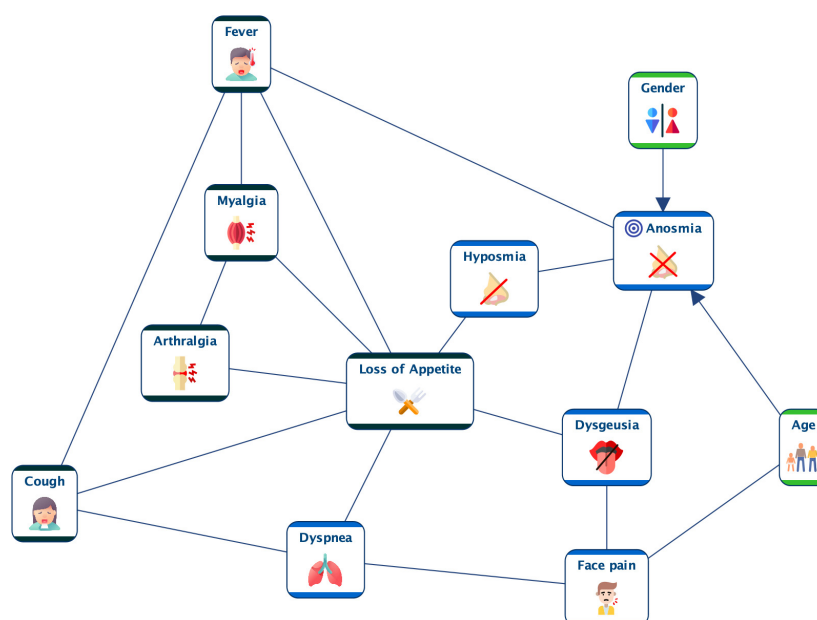 Fever
Gender
Myalgia
Anosmia
Hyposmia
Arthralgia
Loss of Appetite
Dysgeusia
Age
Cough
Dyspnea
Face pain